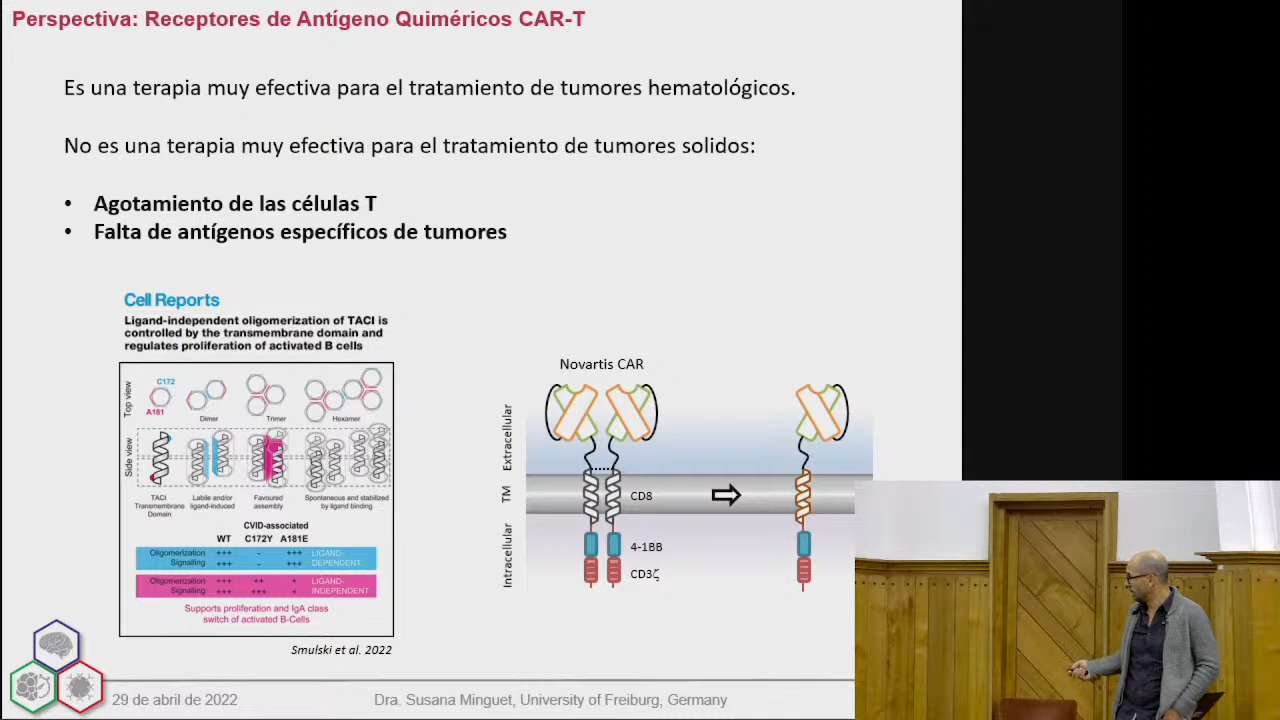 Perspectiva: Receptores de Antígeno Quiméricos CAR-T
Es una terapia muy efectiva para el tratamiento de tumores hematológicos.
No es una terapia muy efectiva para el tratamiento de tumores solidos:
• Agotamiento de las células T
• Falta de antígenos específicos de tumores
Cell Reports
Ligand-independent oligomerization of TACI is
controlled by the transmembrane domain and
regulates proliferation of activated B cells
Top view
C172
A181
Dimer
Trimer
Hexamer
Side view
TACI
Transmembrane
Domain
Labile and/or
ligand-induced
Favoured
assembly
Spontaneous and stabilized
by ligand binding
CVID-associated
WT C172Y A181E
Oligomerization +++ - +++ LIGAND-
Signalling +++ - +++ DEPENDENT
Oligomerization +++ ++ + LIGAND-
Signalling +++ +++ + INDEPENDENT
Supports proliferation and IgA class
switch of activated B-Cells
Smulski et al. 2022
Novartis CAR
Extracellular
TM
Intracellular
CD8
4-1BB
CD3ζ
29 de abril de 2022
Dra. Susana Minguet, University of Freiburg, Germany